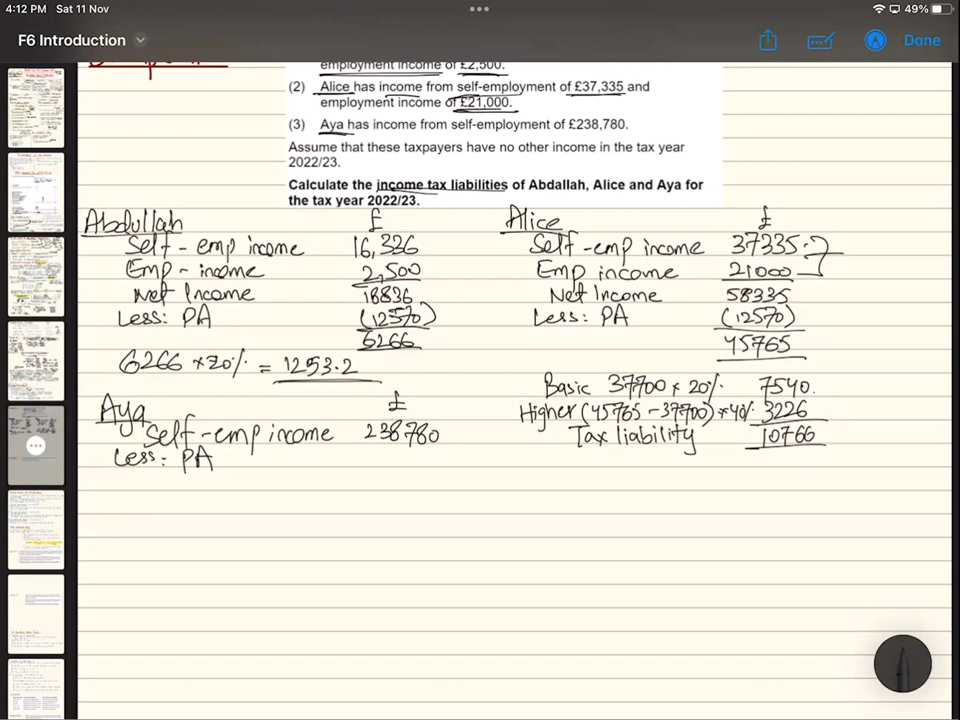 4:12 PM Sat 11 Nov
49%
F6 Introduction
Done
employment income of £2,500.
(2) Alice has income from self-employment of £37,335 and
employment income of £21,000.
(3) Aya has income from self-employment of £238,780.
Assume that these taxpayers have no other income in the tax year
2022/23.
Calculate the income tax liabilities of Abdallah, Alice and Aya for
the tax year 2022/23.
Abdullah £
Self-emp income 16,336
Emp-income 2,500
Net Income 18836
Less: PA (12570)
6266
6266 × 20% = 1253.2
Aya £
Self-emp income 238780
Less: PA
Alice £
Self-emp income 37335
Emp income 21000
Net Income 58335
Less: PA (12570)
45765
Basic 37700 × 20% 7540.
Higher (45765 - 37700) × 40% 3226
Tax liability 10766